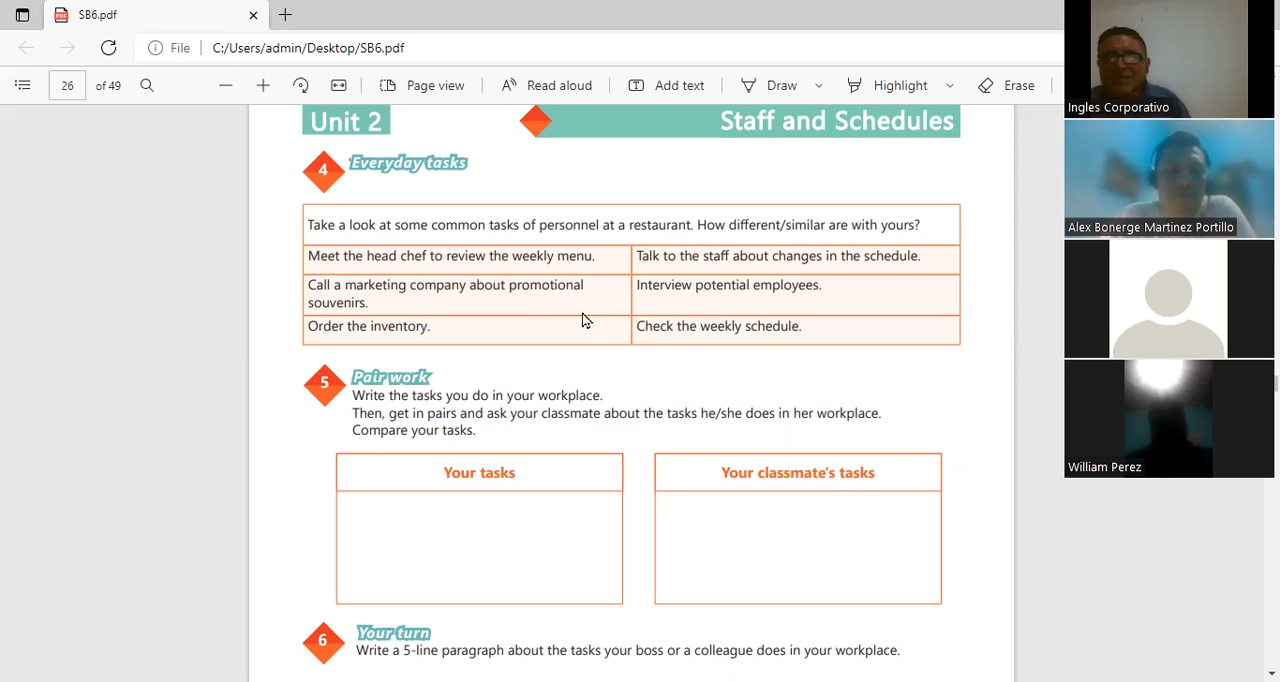 SB6.pdf
File
C:/Users/admin/Desktop/SB6.pdf
26
of 49
Page view
Read aloud
Add text
Draw
Highlight
Erase
Unit 2
Staff and Schedules
4
Everyday tasks
Take a look at some common tasks of personnel at a restaurant. How different/similar are with yours?
Meet the head chef to review the weekly menu.
Talk to the staff about changes in the schedule.
Call a marketing company about promotional
souvenirs.
Interview potential employees.
Order the inventory.
Check the weekly schedule.
5
Pair work
Write the tasks you do in your workplace.
Then, get in pairs and ask your classmate about the tasks he/she does in her workplace.
Compare your tasks.
Your tasks
Your classmate's tasks
6
Your turn
Write a 5-line paragraph about the tasks your boss or a colleague does in your workplace.
Ingles Corporativo
Alex Bonerge Martinez Portillo
William Perez